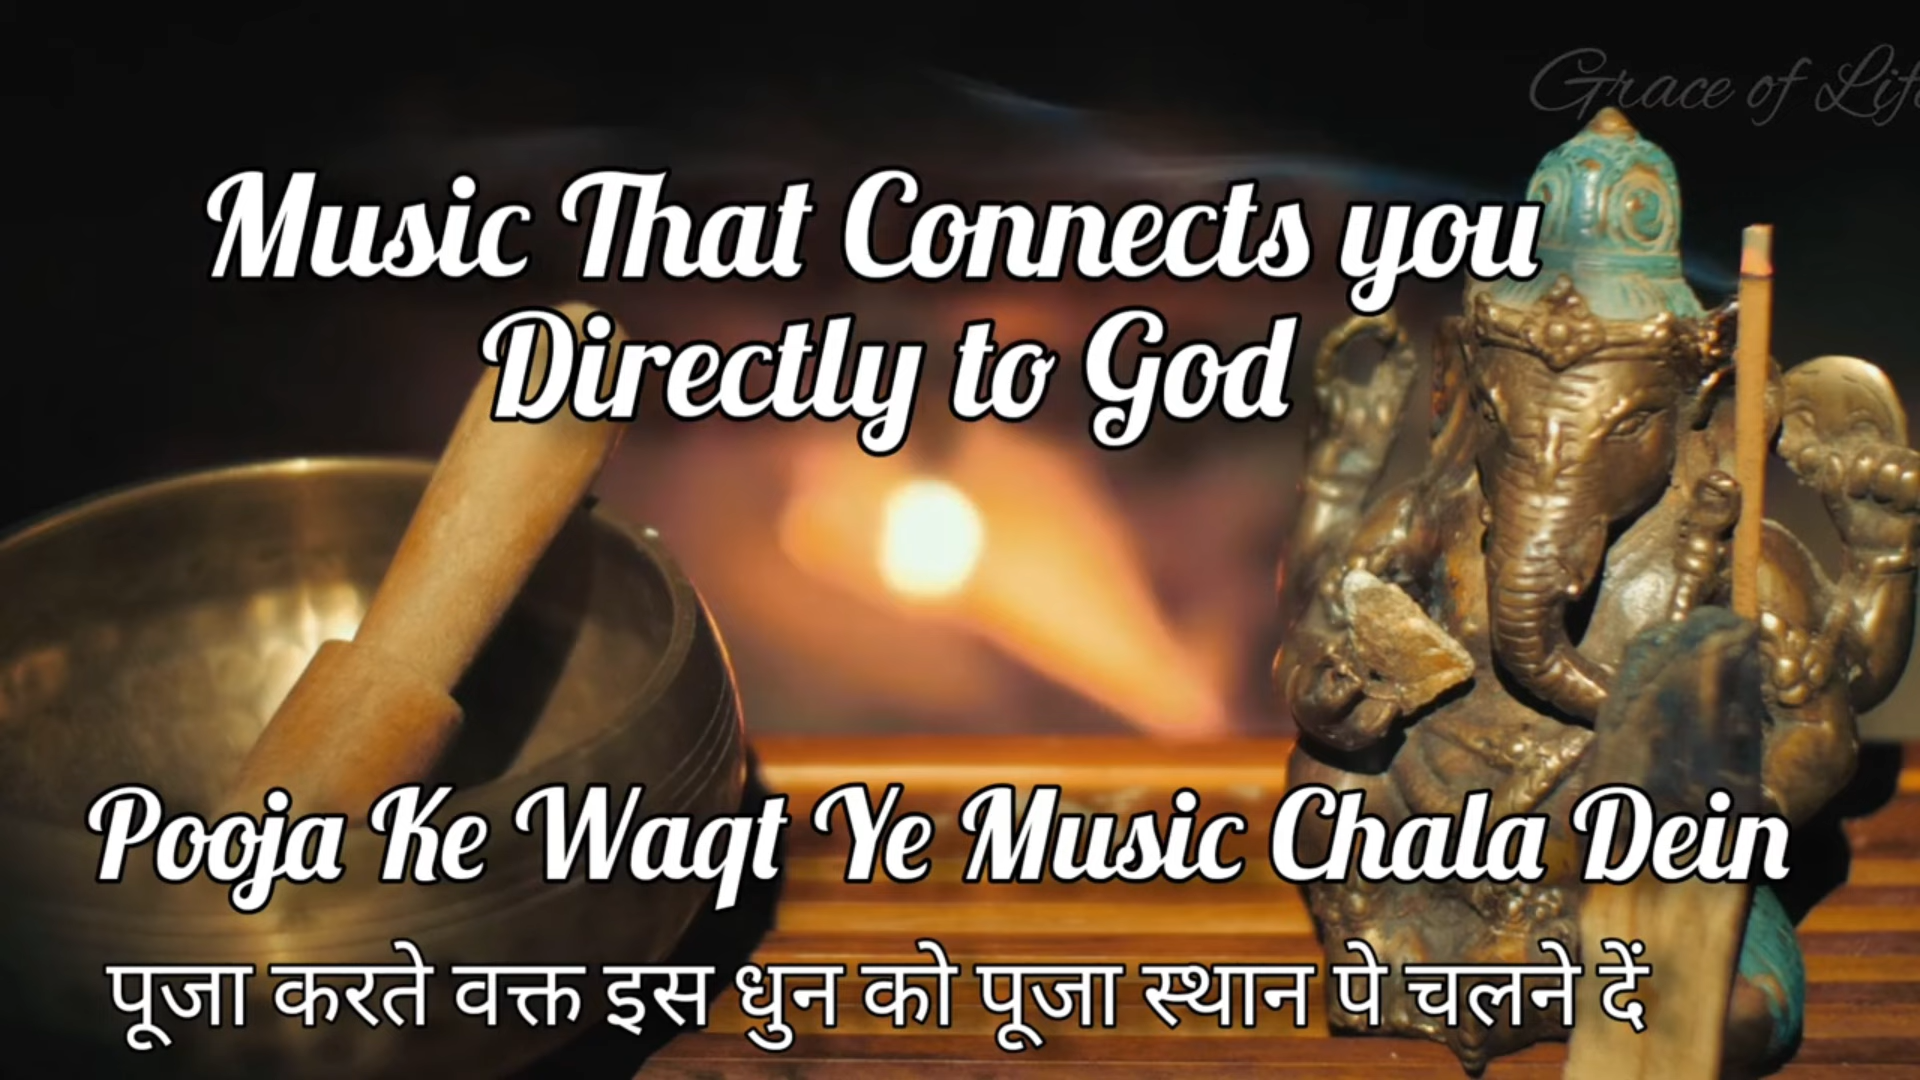 Grace of Life
Music That Connects you
Directly to God
Pooja Ke Waqt Ye Music Chala Dein
पूजा करते वक्त इस धुन को पूजा स्थान पे चलने दें